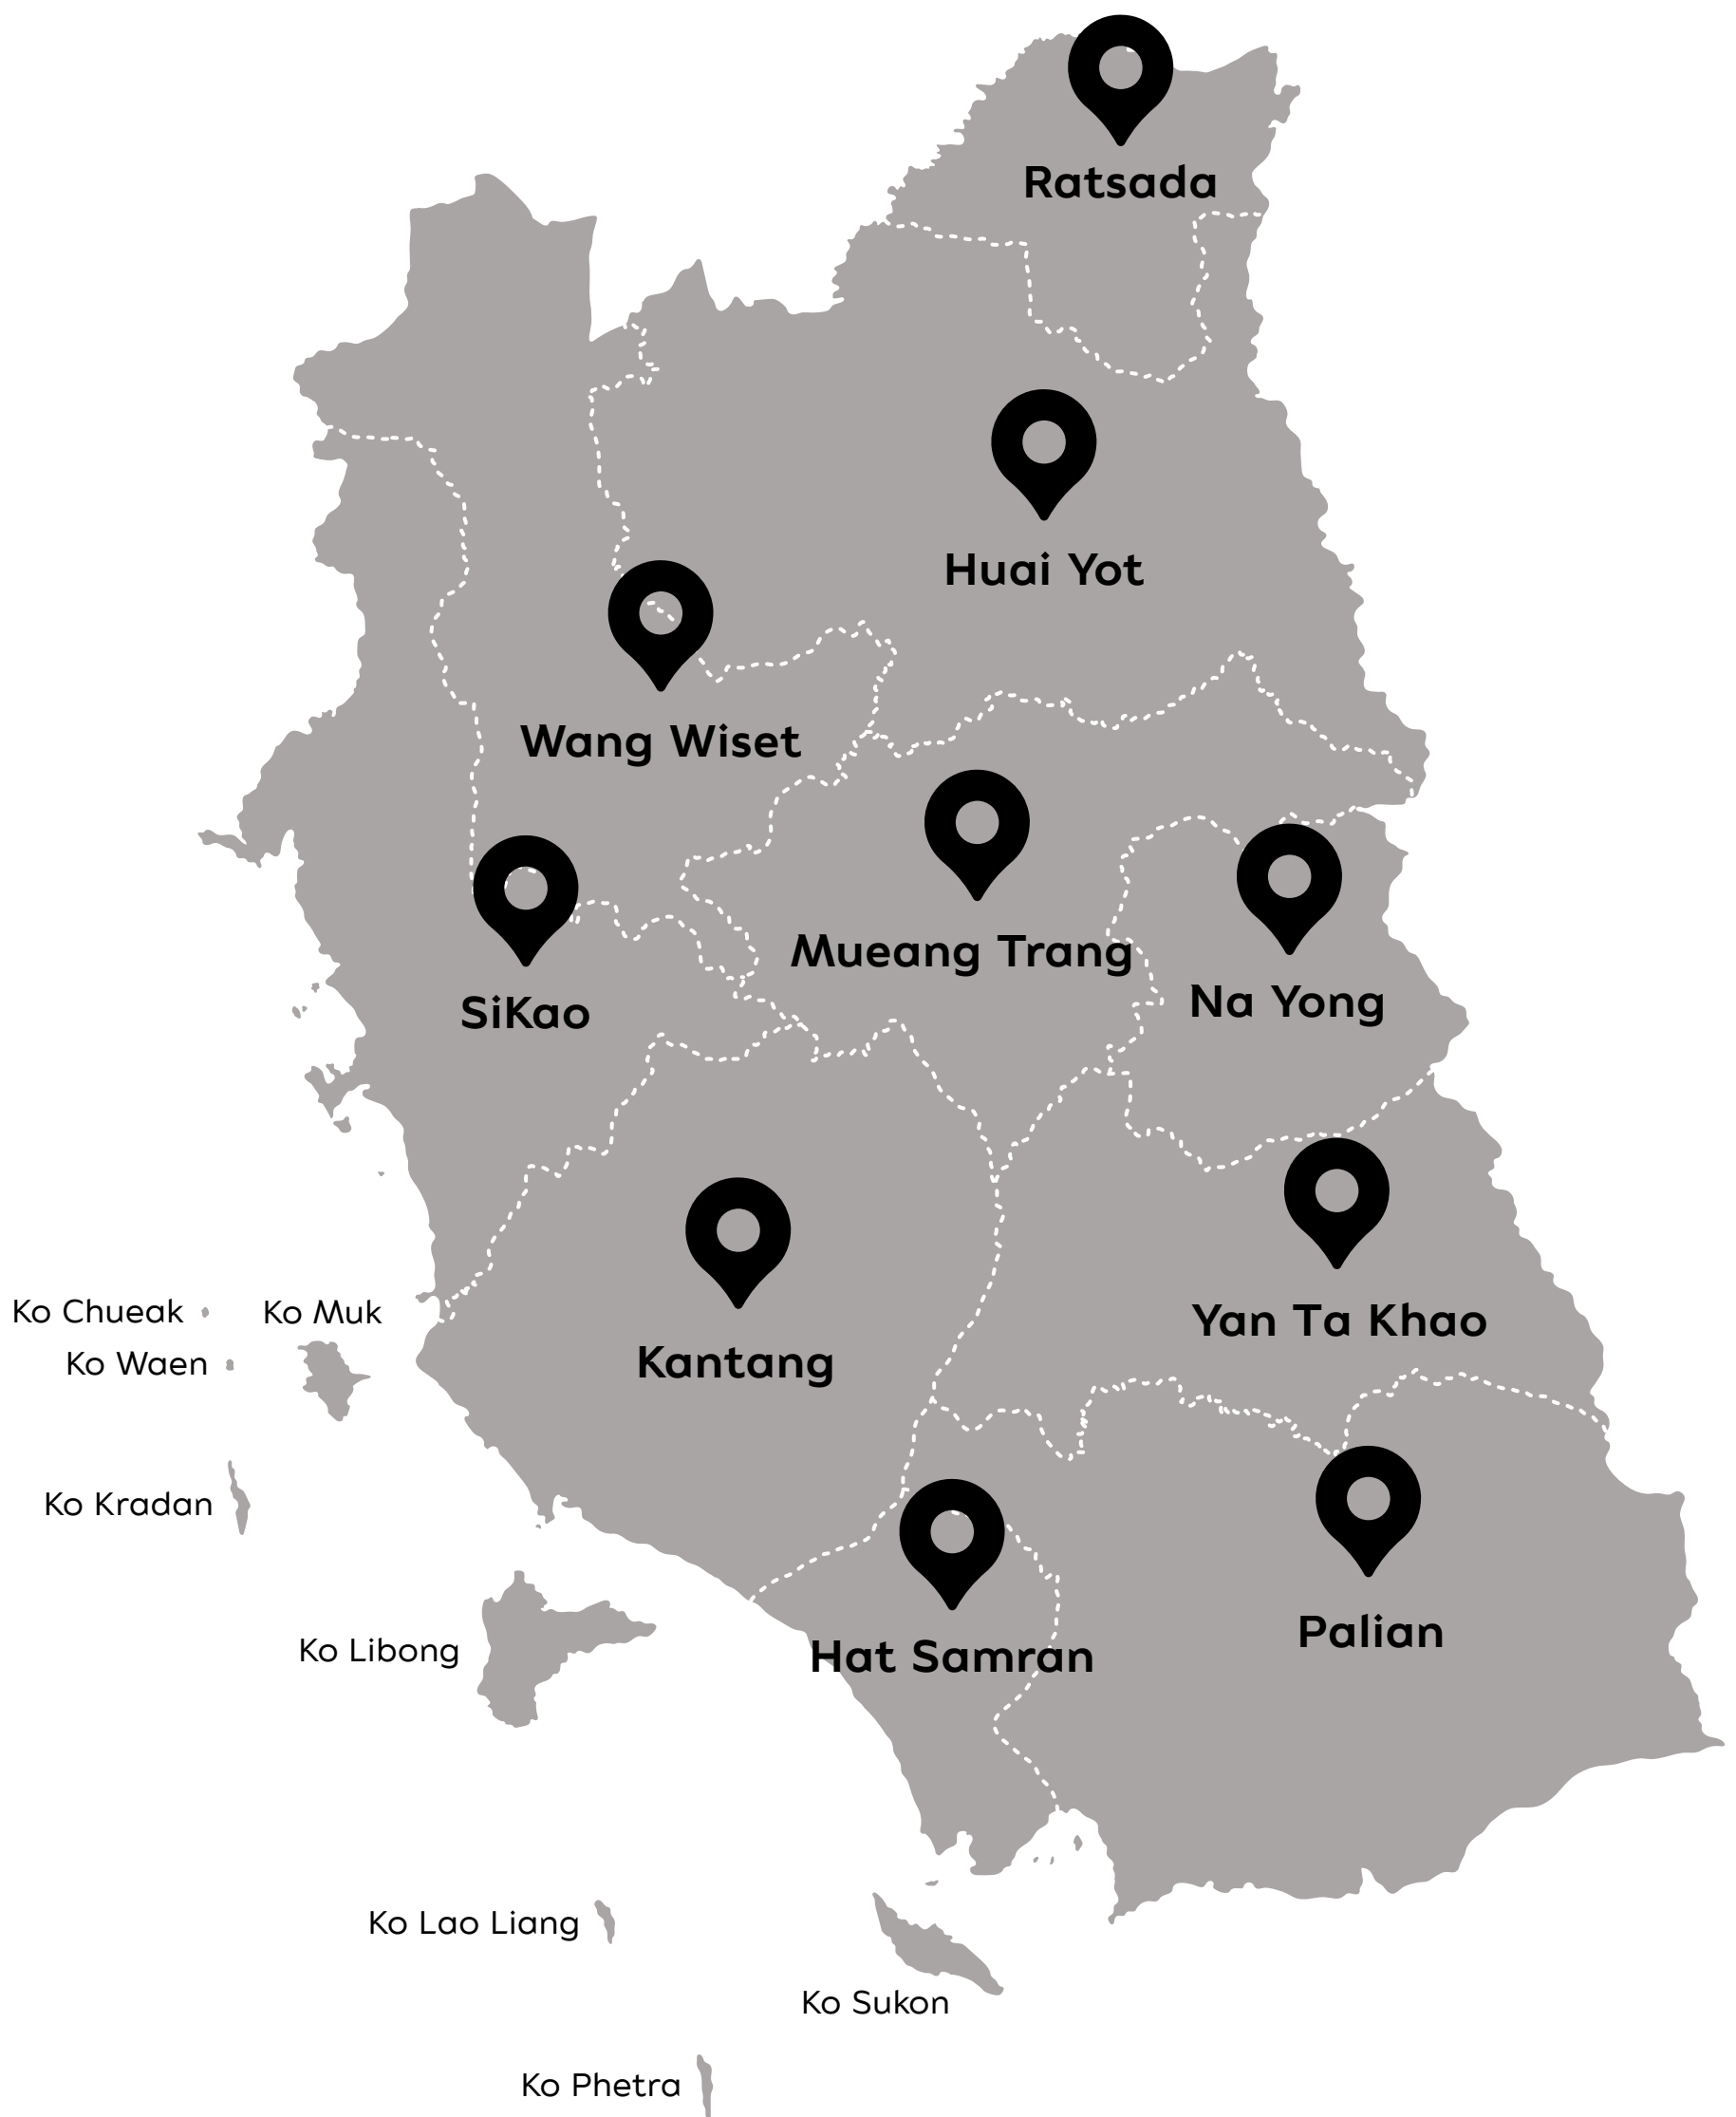 Ratsada
Huai Yot
Wang Wiset
Mueang Trang
Na Yong
SiKao
Ko Chueak
Ko Muk
Yan Ta Khao
Ko Waen
Kantang
Ko Kradan
Palian
Ko Libong
Hat Samran
Ko Lao Liang
Ko Sukon
Ko Phetra